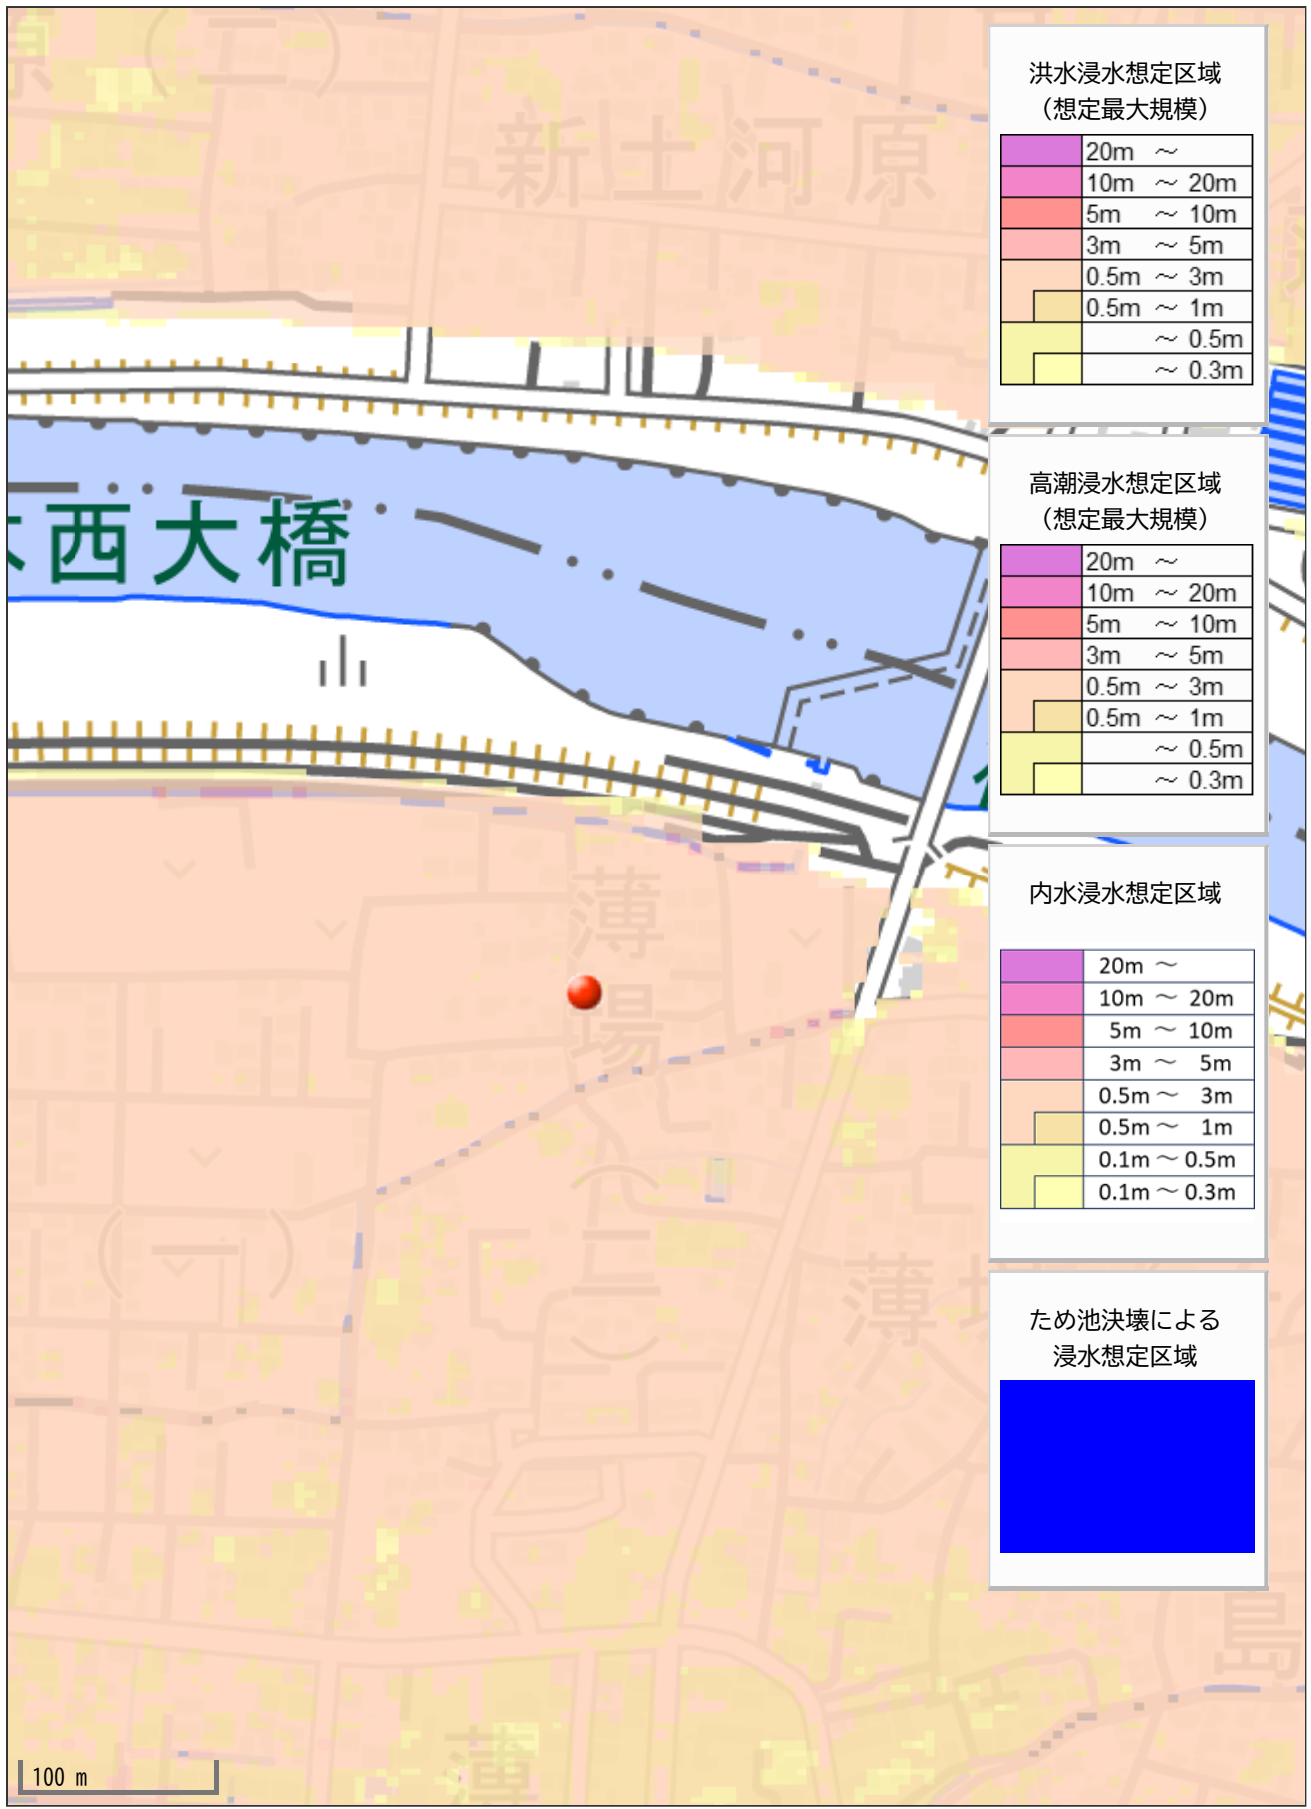 （二）
新土河原
西大橋
薄場
（二）
（一）
薄場
島
薄
100 m
洪水浸水想定区域
（想定最大規模）
20m ～
10m ～ 20m
5m ～ 10m
3m ～ 5m
0.5m ～ 3m
0.5m ～ 1m
～ 0.5m
～ 0.3m
高潮浸水想定区域
（想定最大規模）
20m ～
10m ～ 20m
5m ～ 10m
3m ～ 5m
0.5m ～ 3m
0.5m ～ 1m
～ 0.5m
～ 0.3m
内水浸水想定区域
20m ～
10m ～ 20m
5m ～ 10m
3m ～ 5m
0.5m ～ 3m
0.5m ～ 1m
0.1m ～ 0.5m
0.1m ～ 0.3m
ため池決壊による
浸水想定区域